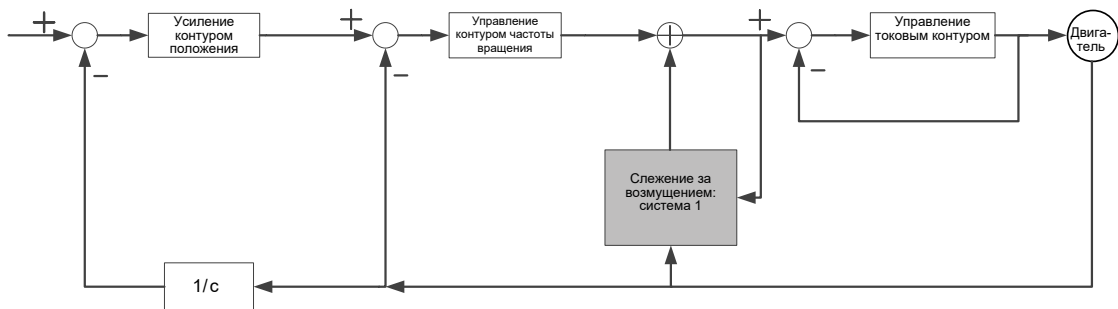 +
Усиление
контуром
положения
+
Управление
контуром частоты
вращения
+
Управление
токовым контуром
Двига-
тель
–
–
–
Слежение за
возмущением:
система 1
1/с